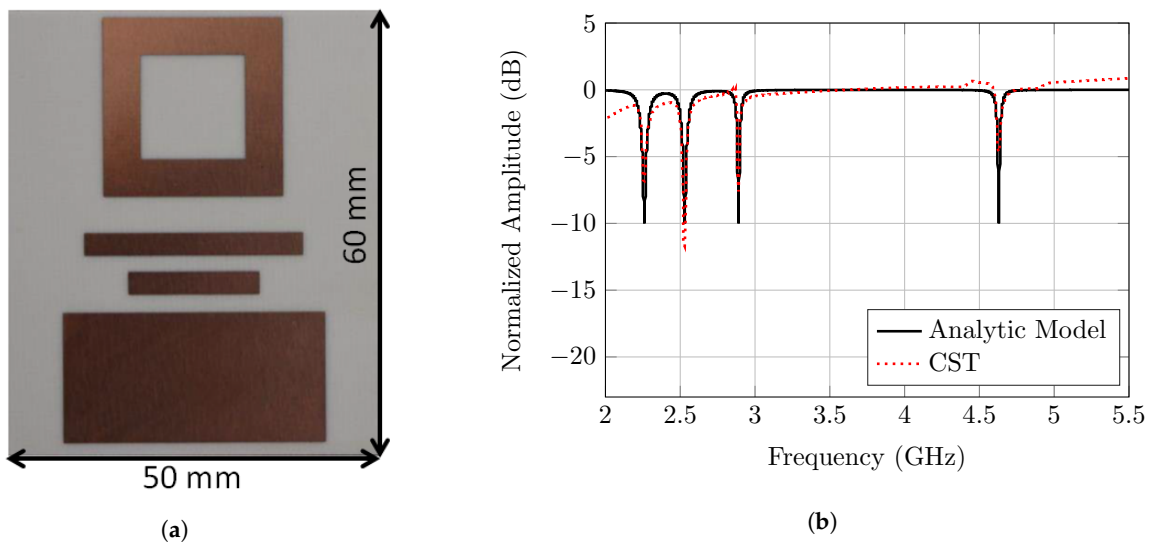 60 mm
50 mm
(a)
Normalized Amplitude (dB)
5
0
−5
−10
−15
−20
2
2.5
3
3.5
4
4.5
5
5.5
Frequency (GHz)
Analytic Model
CST
(b)